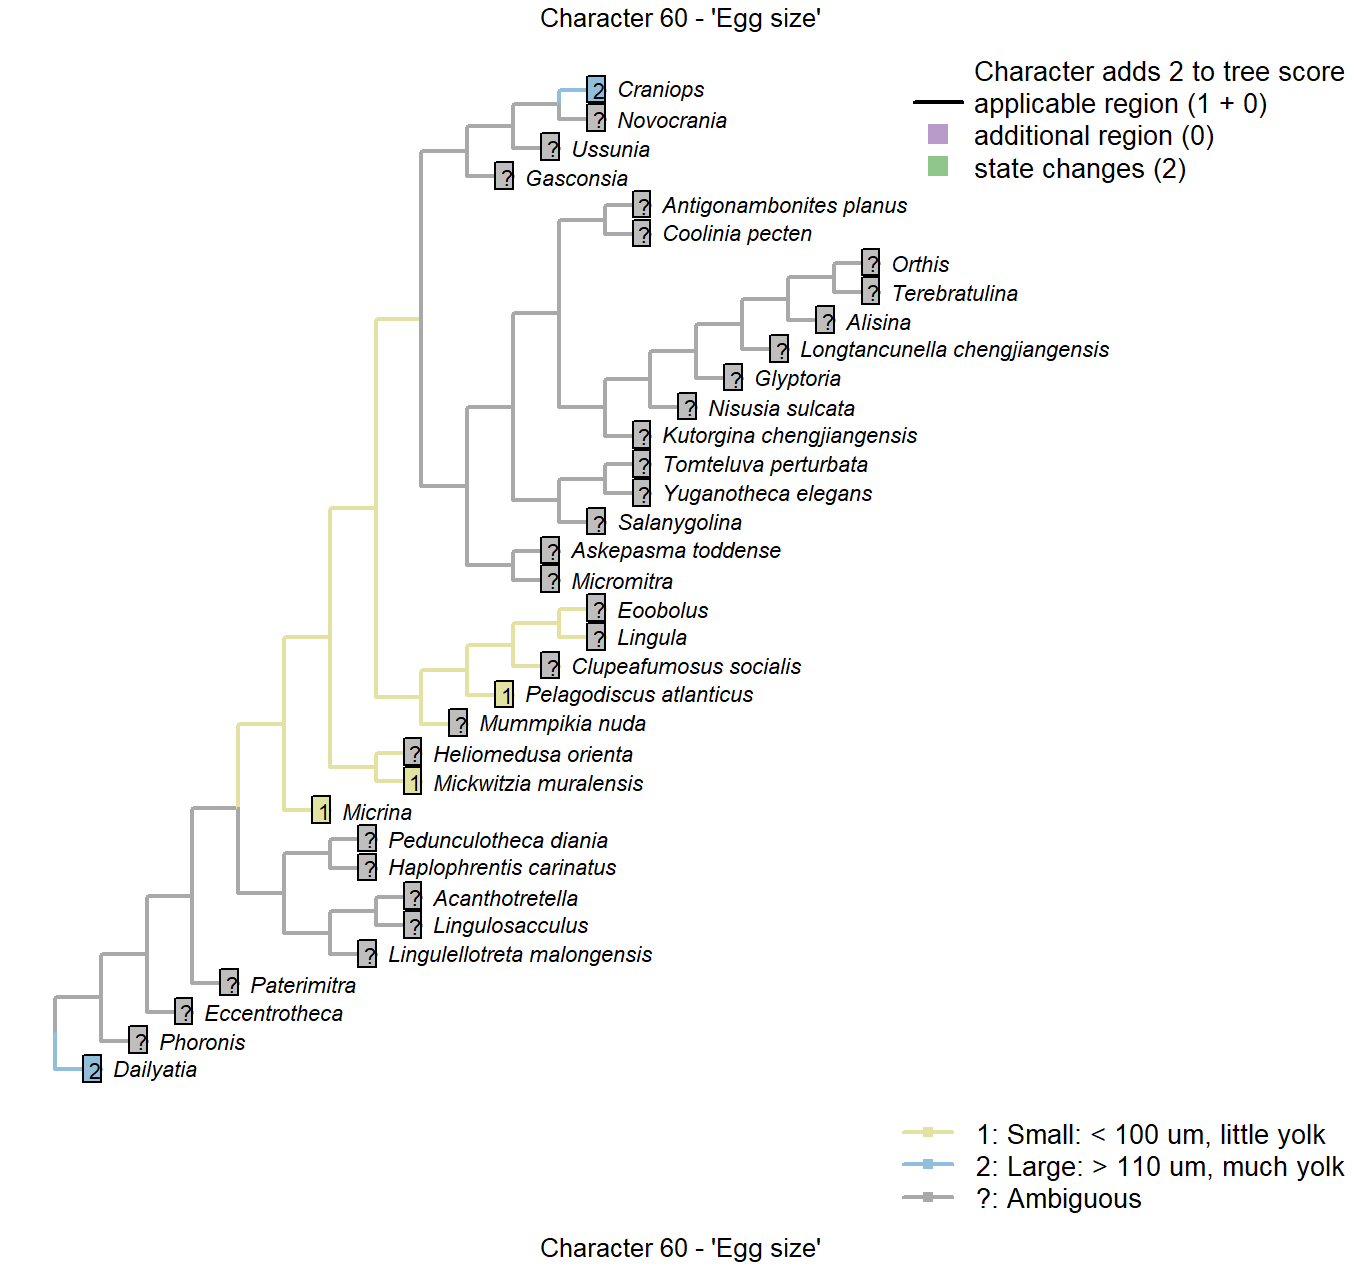 Character 60 - 'Egg size'
Character adds 2 to tree score
applicable region (1 + 0)
additional region (0)
state changes (2)
2 Craniops
? Novocrania
? Ussunia
? Gasconsia
? Antigonambonites planus
? Coolinia pecten
? Orthis
? Terebratulina
? Alisina
? Longtancunella chengjiangensis
? Glyptoria
? Nisusia sulcata
? Kutorgina chengjiangensis
? Tomteluva perturbata
? Yuganotheca elegans
? Salanygolina
? Askepasma toddense
? Micromitra
? Eoobolus
? Lingula
? Clupeafumosus socialis
1 Pelagodiscus atlanticus
? Mummpikia nuda
? Heliomedusa orienta
1 Mickwitzia muralensis
1 Micrina
? Pedunculotheca diania
? Haplophrentis carinatus
? Acanthotretella
? Lingulosacculus
? Lingulellotreta malongensis
? Paterimitra
? Eccentrotheca
? Phoronis
2 Dailyatia
1: Small: < 100 um, little yolk
2: Large: > 110 um, much yolk
?: Ambiguous
Character 60 - 'Egg size'